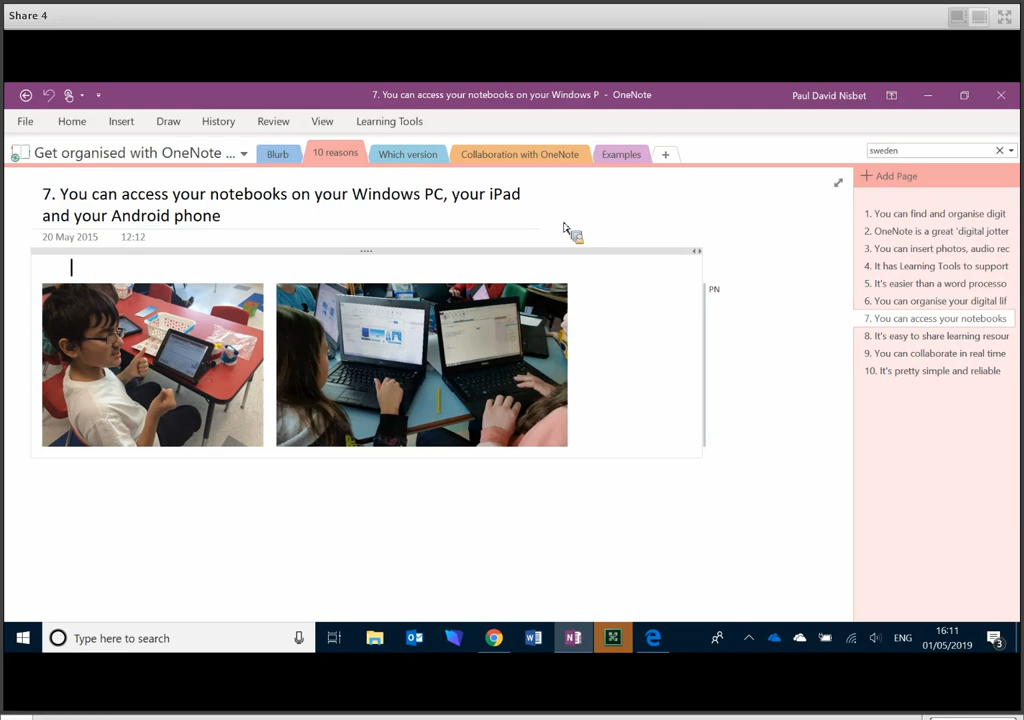 Share 4
7. You can access your notebooks on your Windows P - OneNote
Paul David Nisbet
File Home Insert Draw History Review View Learning Tools
Get organised with OneNote ...
Blurb 10 reasons Which version Collaboration with OneNote Examples
sweden
Add Page
7. You can access your notebooks on your Windows PC, your iPad
and your Android phone
20 May 2015 12:12
PN
1. You can find and organise digit
2. OneNote is a great 'digital jotter
3. You can insert photos, audio rec
4. It has Learning Tools to support
5. It's easier than a word processo
6. You can organise your digital lif
7. You can access your notebooks
8. It's easy to share learning resour
9. You can collaborate in real time
10. It's pretty simple and reliable
Type here to search
ENG
16:11
01/05/2019
3